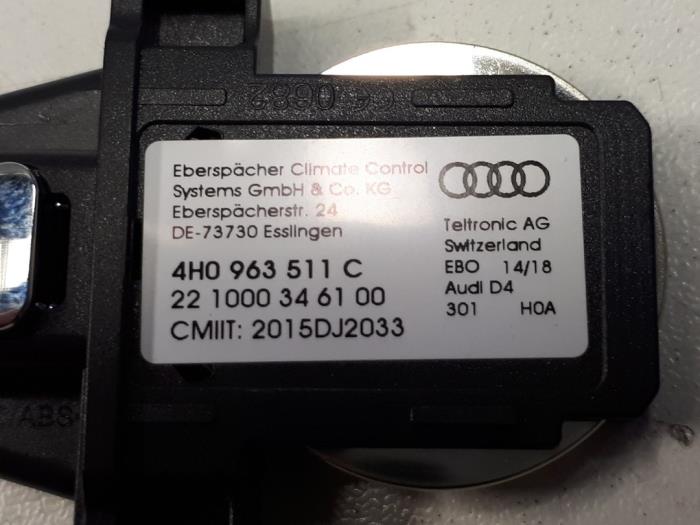 Eberspächer Climate Control
Systems GmbH & Co. KG
Eberspächerstr. 24
DE-73730 Esslingen
4H0 963 511 C
22 1000 34 61 00
CMIIT: 2015DJ2033
Teltronic AG
Switzerland
EBO 14/18
Audi D4
301 H0A
ABS